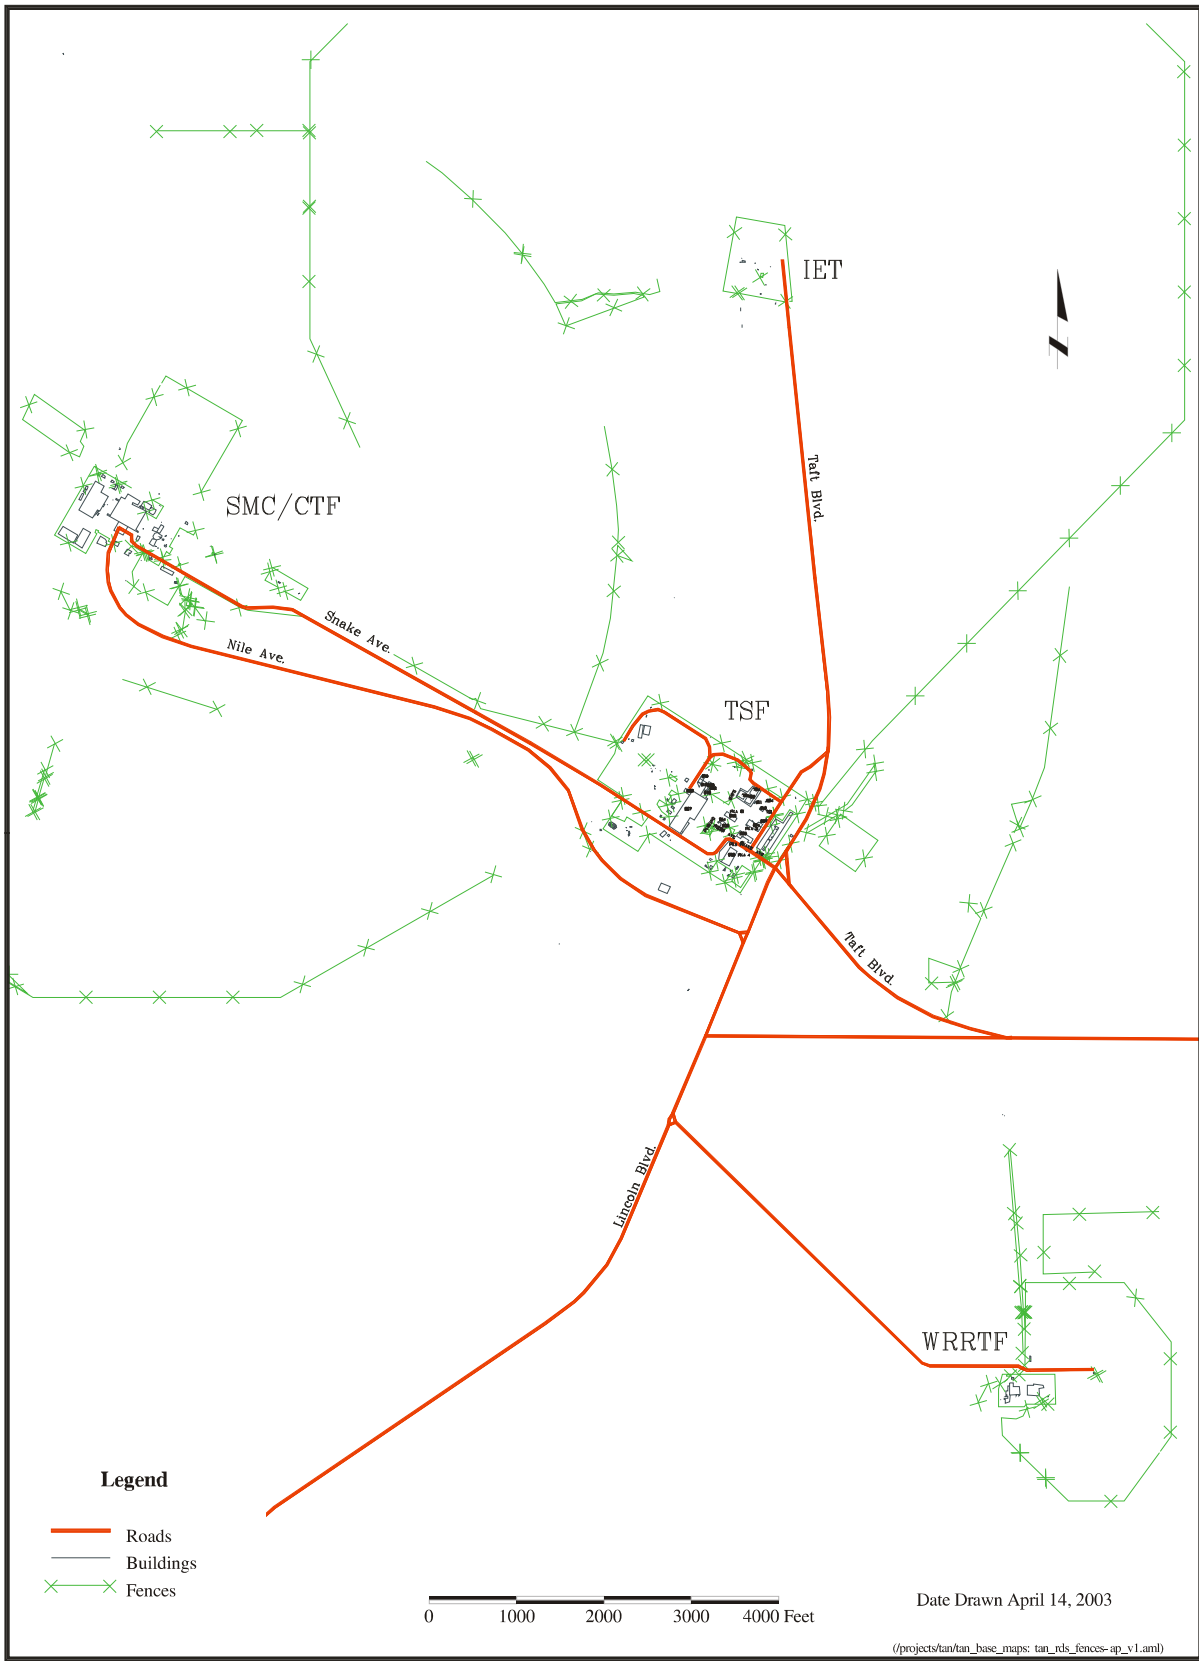 IET
Taft Blvd.
SMC/CTF
Snake Ave.
Nile Ave.
TSF
Taft Blvd.
Lincoln Blvd.
WRRTF
Legend
Roads
Buildings
Fences
0 1000 2000 3000 4000 Feet
Date Drawn April 14, 2003
(/projects/tan/tan_base_maps: tan_rds_fences-ap_v1.aml)